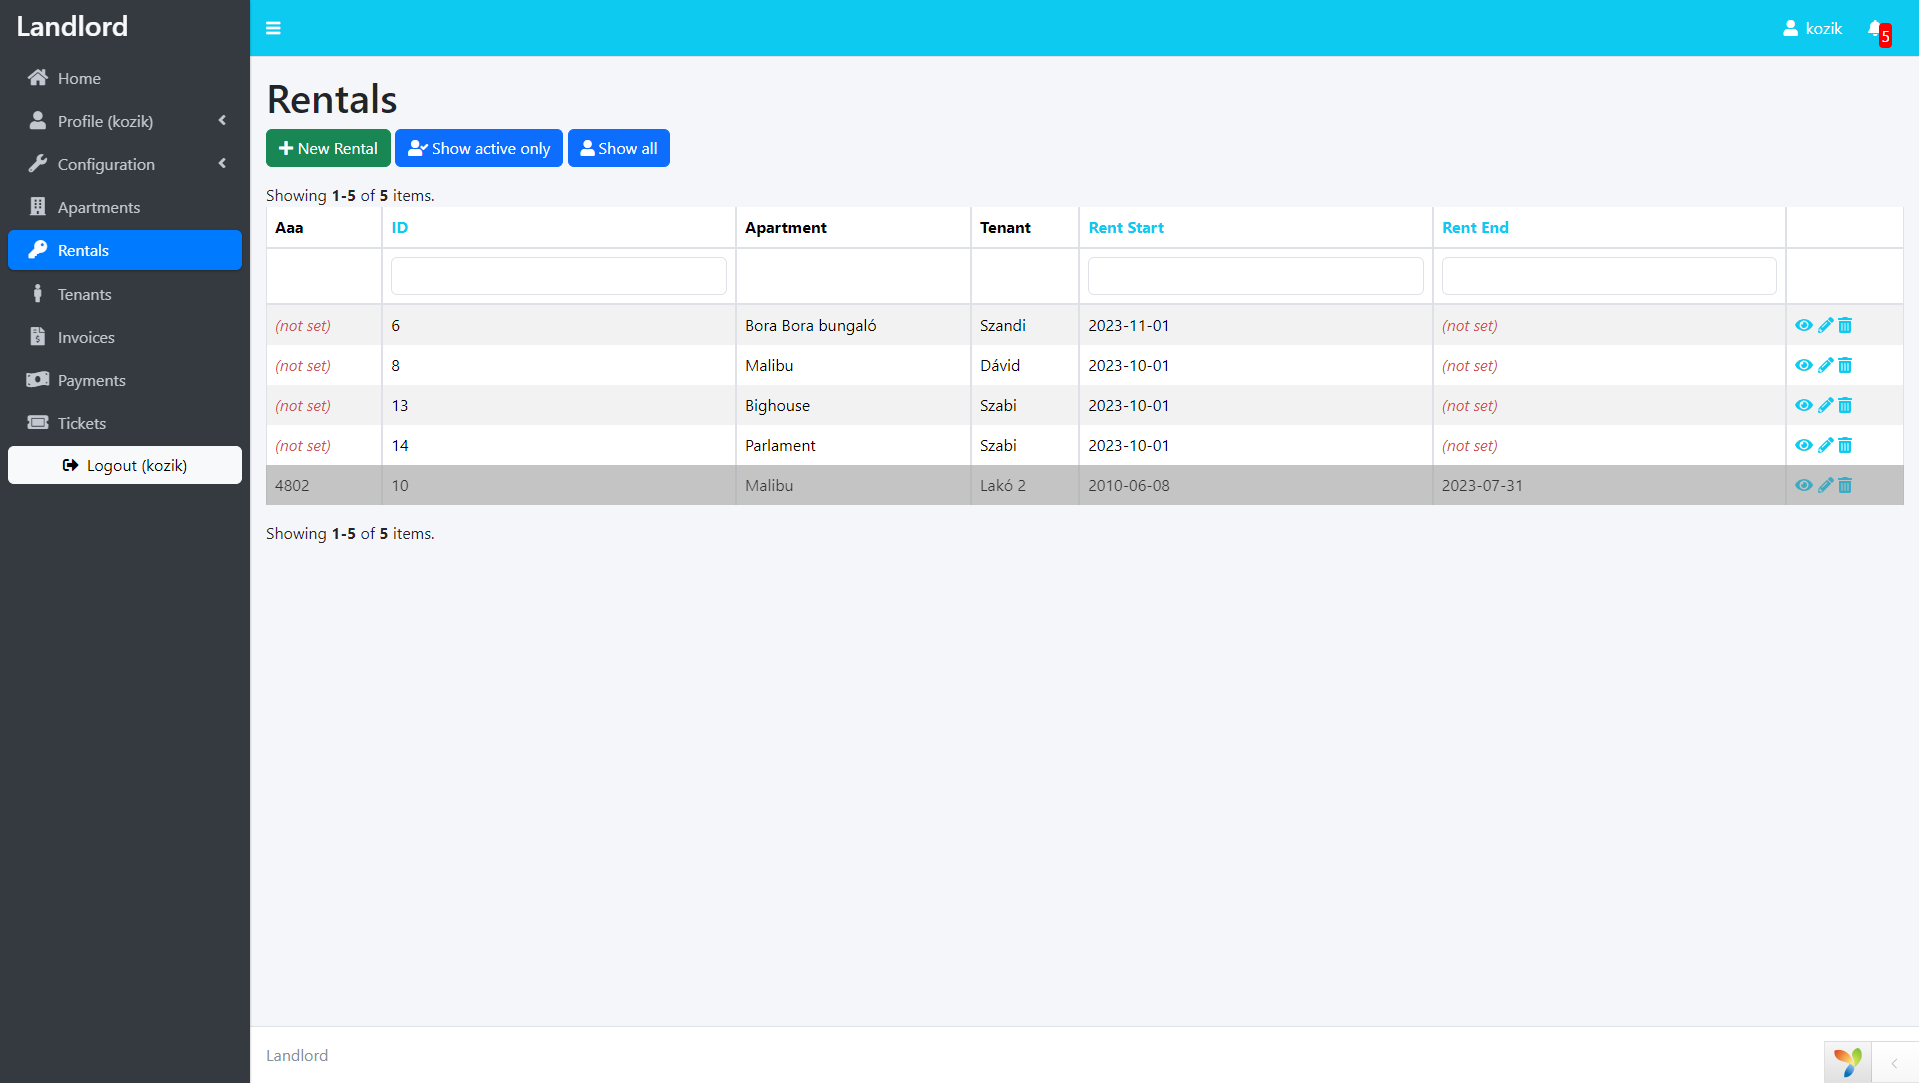 Landlord
kozik
5
Home
Profile (kozik)
Configuration
Apartments
Rentals
Tenants
Invoices
Payments
Tickets
Logout (kozik)
Rentals
New Rental Show active only Show all
Showing 1-5 of 5 items.
Aaa ID Apartment Tenant Rent Start Rent End
(not set) 6 Bora Bora bungaló Szandi 2023-11-01 (not set)
(not set) 8 Malibu Dávid 2023-10-01 (not set)
(not set) 13 Bighouse Szabi 2023-10-01 (not set)
(not set) 14 Parlament Szabi 2023-10-01 (not set)
4802 10 Malibu Lakó 2 2010-06-08 2023-07-31
Showing 1-5 of 5 items.
Landlord